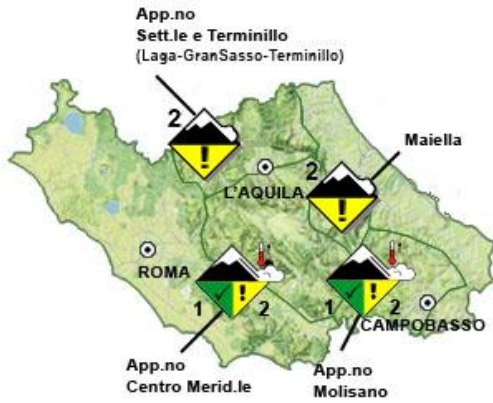 App.no
Sett.le e Terminillo
(Laga-GranSasso-Terminillo)
2
!
Maiella
2
!
L'AQUILA
ROMA
1
!
2
1
!
2
CAMPOBASSO
App.no
Centro Merid.le
App.no
Molisano